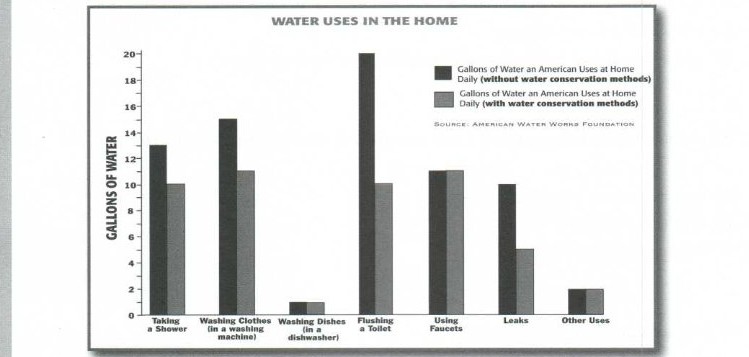 WATER USES IN THE HOME
Gallons of Water an American Uses at Home
Daily (without water conservation methods)
Gallons of Water an American Uses at Home
Daily (with water conservation methods)
SOURCE: AMERICAN WATER WORKS FOUNDATION
GALLONS OF WATER
20
18
16
14
12
10
8
6
4
2
0
Taking
a Shower
Washing Clothes
(in a washing
machine)
Washing Dishes
(in a
dishwasher)
Flushing
a Toilet
Using
Faucets
Leaks
Other Uses